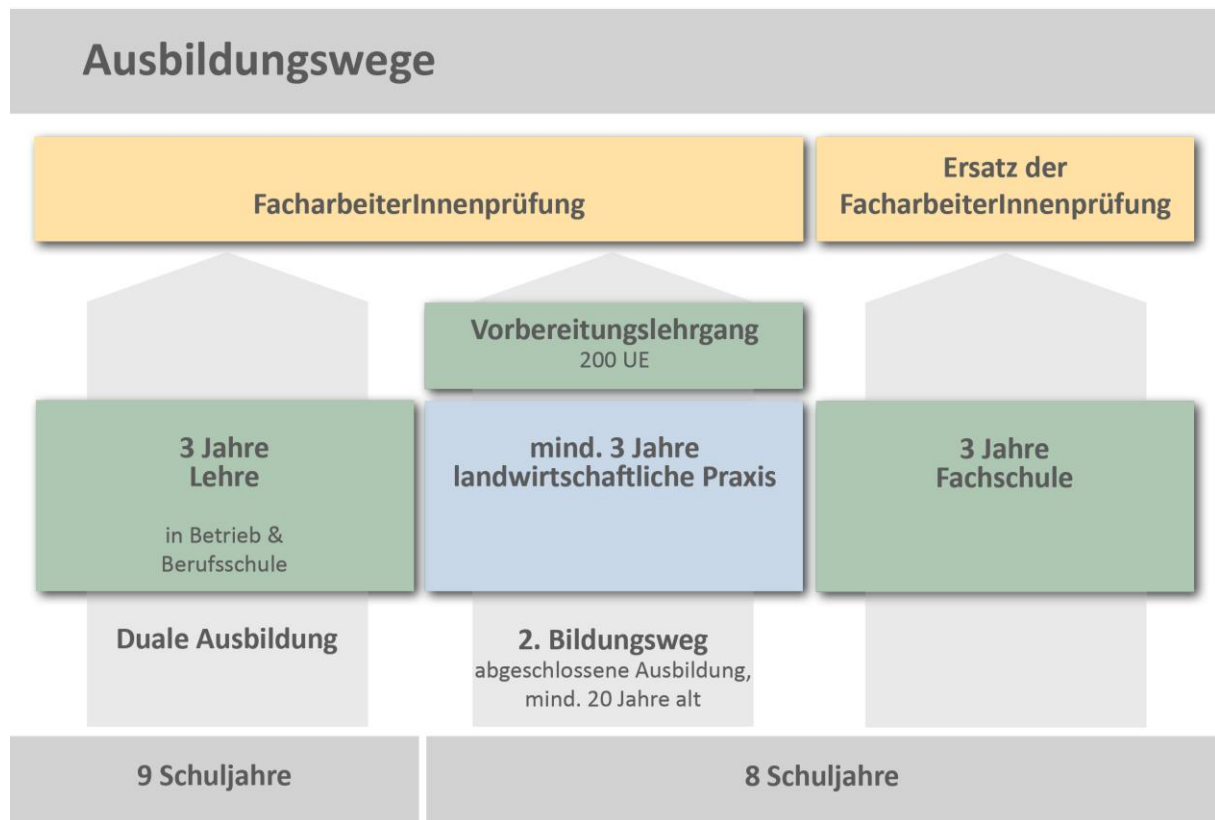 Ausbildungswege
FacharbeiterInnenprüfung
Ersatz der
FacharbeiterInnenprüfung
Vorbereitungslehrgang
200 UE
3 Jahre
Lehre
in Betrieb &
Berufsschule
mind. 3 Jahre
landwirtschaftliche Praxis
3 Jahre
Fachschule
Duale Ausbildung
2. Bildungsweg
abgeschlossene Ausbildung,
mind. 20 Jahre alt
9 Schuljahre
8 Schuljahre